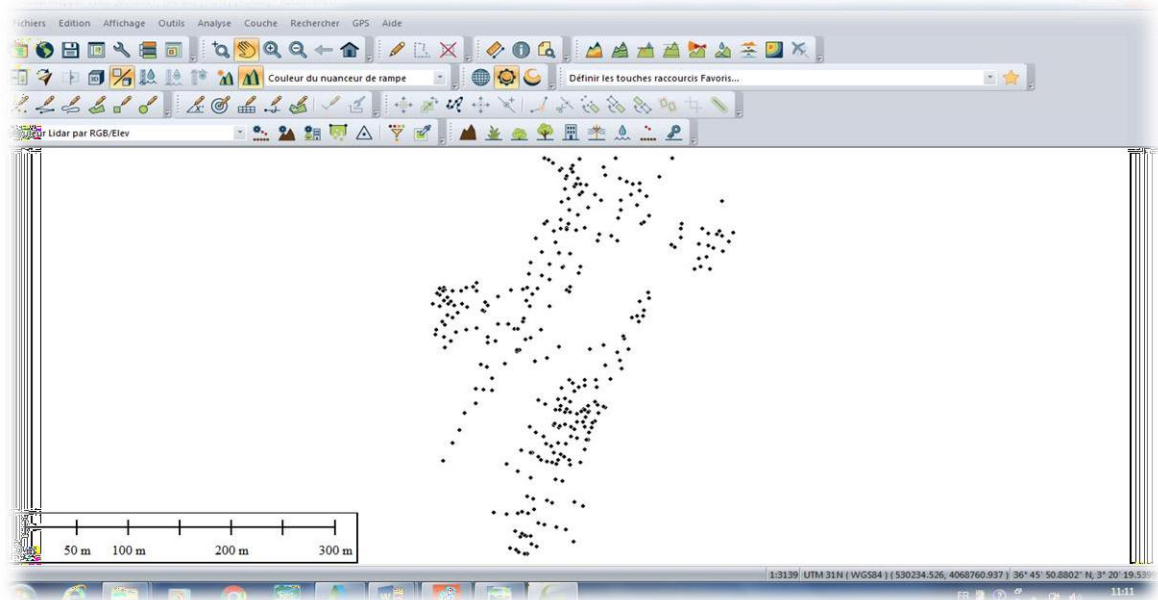 Fichiers Edition Affichage Outils Analyse Couche Rechercher GPS Aide
Couleur du nuanceur de rampe Définir les touches raccourcis Favoris...
Lidar par RGB/Elev
50 m 100 m 200 m 300 m
1:3139 UTM 31N ( WGS84 ) ( 530234.526, 4068760.937 ) 36° 45' 50.8802" N, 3° 20' 19.539
FR 11:11